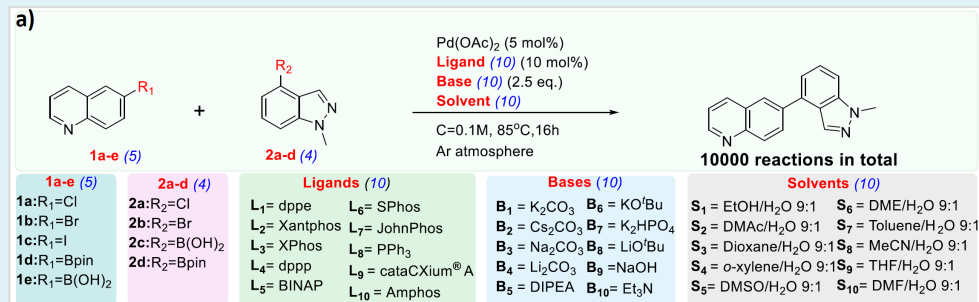 a)
R₁
N
1a-e (5)
+
R₂
N
N
2a-d (4)
Pd(OAc)₂ (5 mol%)
Ligand (10) (10 mol%)
Base (10) (2.5 eq.)
Solvent (10)
C=0.1M, 85°C,16h
Ar atmosphere
N
N
N
10000 reactions in total
1a-e (5)
1a:R₁=Cl
1b:R₁=Br
1c:R₁=I
1d:R₁=Bpin
1e:R₁=B(OH)₂
2a-d (4)
2a:R₂=Cl
2b:R₂=Br
2c:R₂=B(OH)₂
2d:R₂=Bpin
Ligands (10)
L₁= dppe
L₂= Xantphos
L₃= XPhos
L₄= dppp
L₅= BINAP
L₆= SPhos
L₇= JohnPhos
L₈= PPh₃
L₉= cataCXium® A
L₁₀= Amphos
Bases (10)
B₁ = K₂CO₃
B₂ = Cs₂CO₃
B₃ = Na₂CO₃
B₄ = Li₂CO₃
B₅ = DIPEA
B₆ = KOᵗBu
B₇= K₂HPO₄
B₈ = LiOᵗBu
B₉ = NaOH
B₁₀= Et₃N
Solvents (10)
S₁ = EtOH/H₂O 9:1
S₂ = DMAc/H₂O 9:1
S₃ = Dioxane/H₂O 9:1
S₄ = o-xylene/H₂O 9:1
S₅= DMSO/H₂O 9:1
S₆ = DME/H₂O 9:1
S₇= Toluene/H₂O 9:1
S₈ = MeCN/H₂O 9:1
S₉ = THF/H₂O 9:1
S₁₀ = DMF/H₂O 9:1